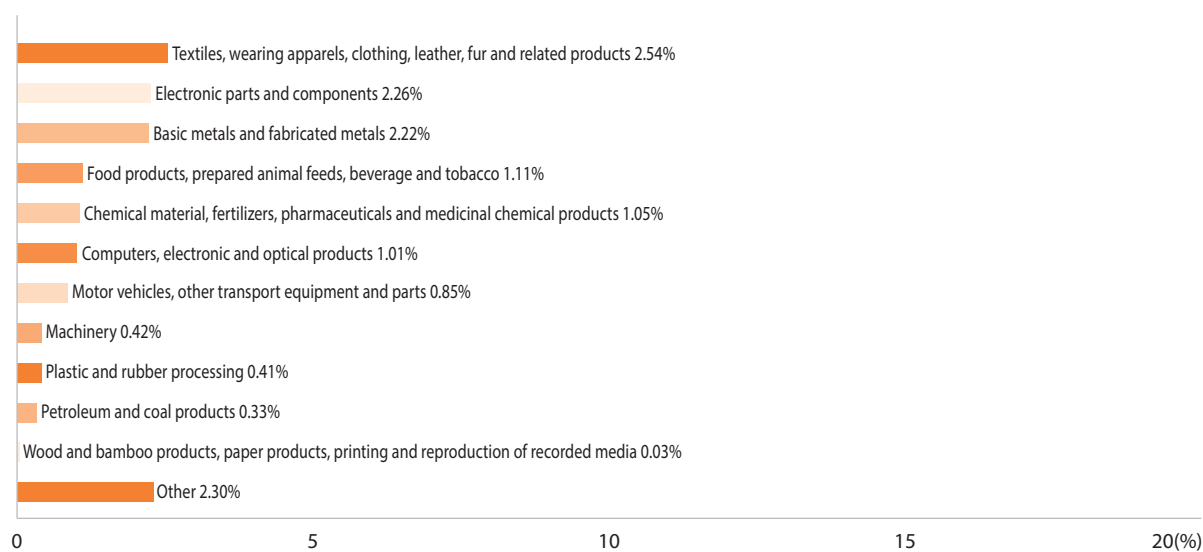 Textiles, wearing apparels, clothing, leather, fur and related products 2.54%
Electronic parts and components 2.26%
Basic metals and fabricated metals 2.22%
Food products, prepared animal feeds, beverage and tobacco 1.11%
Chemical material, fertilizers, pharmaceuticals and medicinal chemical products 1.05%
Computers, electronic and optical products 1.01%
Motor vehicles, other transport equipment and parts 0.85%
Machinery 0.42%
Plastic and rubber processing 0.41%
Petroleum and coal products 0.33%
Wood and bamboo products, paper products, printing and reproduction of recorded media 0.03%
Other 2.30%
0 5 10 15 20(%)